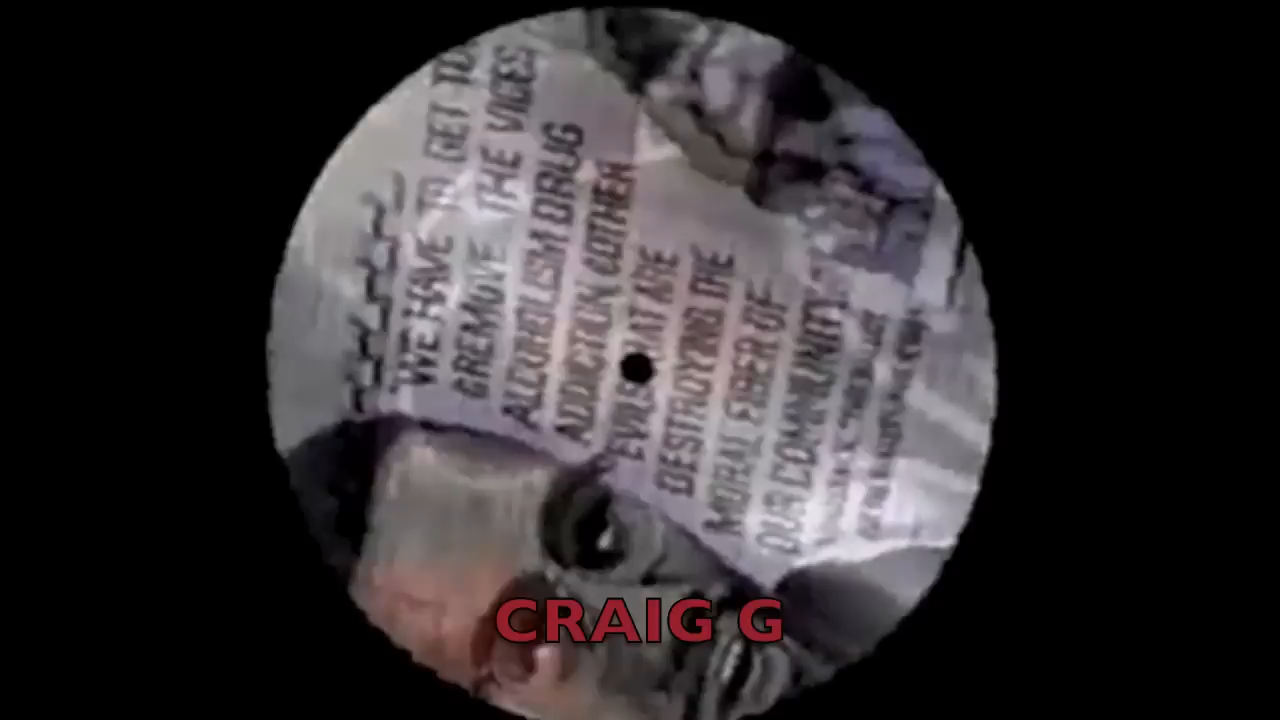 "WE HAVE TO GET TO
&REMOVE THE VICES
ALCOHOLISM DRUG
ADDICTION &OTHER
EVILS THAT ARE
DESTROYING THE
MORAL FIBER OF
OUR COMMUNITY"
CRAIG G